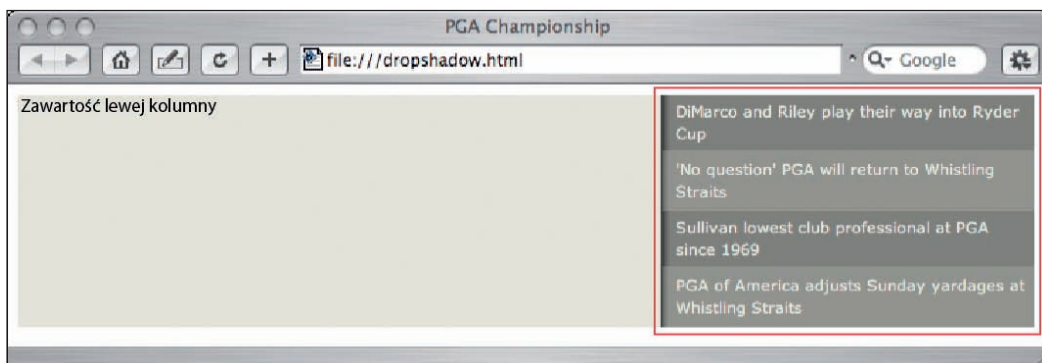 PGA Championship
file:///dropshadow.html
Google
Zawartość lewej kolumny
DiMarco and Riley play their way into Ryder
Cup
'No question' PGA will return to Whistling
Straits
Sullivan lowest club professional at PGA
since 1969
PGA of America adjusts Sunday yardages at
Whistling Straits